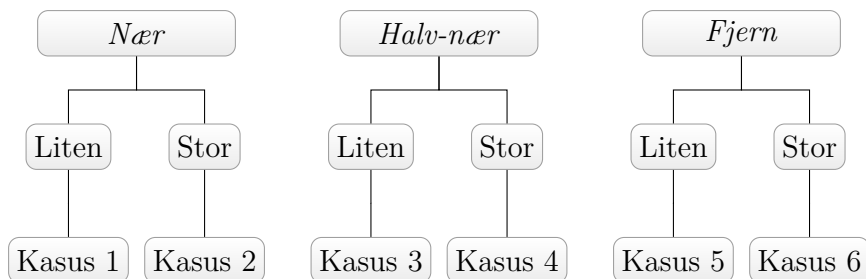 Nær Halv-nær Fjern
Liten Stor Liten Stor Liten Stor
Kasus 1 Kasus 2 Kasus 3 Kasus 4 Kasus 5 Kasus 6